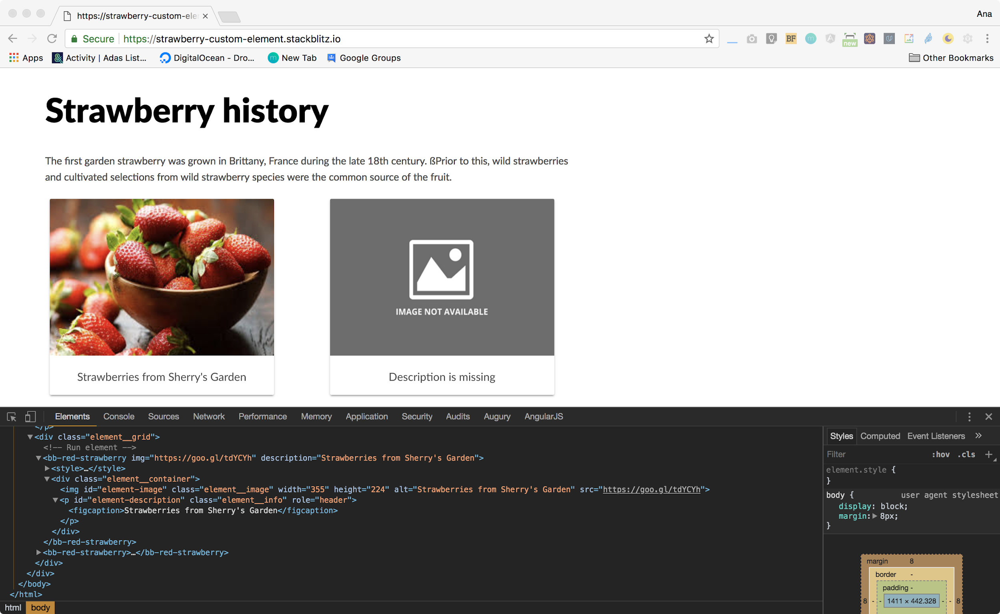 https://strawberry-custom-ele
Ana
Secure https://strawberry-custom-element.stackblitz.io
BF
new
Apps Activity | Adas List... DigitalOcean - Dro... New Tab Google Groups Other Bookmarks
Strawberry history
The first garden strawberry was grown in Brittany, France during the late 18th century. ßPrior to this, wild strawberries
and cultivated selections from wild strawberry species were the common source of the fruit.
IMAGE NOT AVAILABLE
Strawberries from Sherry's Garden
Description is missing
Elements Console Sources Network Performance Memory Application Security Audits Augury AngularJS
</p>
<div class="element__grid">
<!-- Run element -->
<bb-red-strawberry img="https://goo.gl/tdYCYh" description="Strawberries from Sherry's Garden">
<style>…</style>
<div class="element__container">
<img id="element-image" class="element__image" width="355" height="224" alt="Strawberries from Sherry's Garden" src="https://goo.gl/tdYCYh">
<p id="element-description" class="element__info" role="header">
<figcaption>Strawberries from Sherry's Garden</figcaption>
</p>
</div>
</bb-red-strawberry>
<bb-red-strawberry>…</bb-red-strawberry>
</div>
</div>
</body>
</html>
html body
Styles Computed Event Listeners »
Filter :hov .cls +
element.style {
}
body { user agent stylesheet
display: block;
margin: 8px;
}
margin 8
border -
padding -
8 - - 1411 × 442.328 - - 8